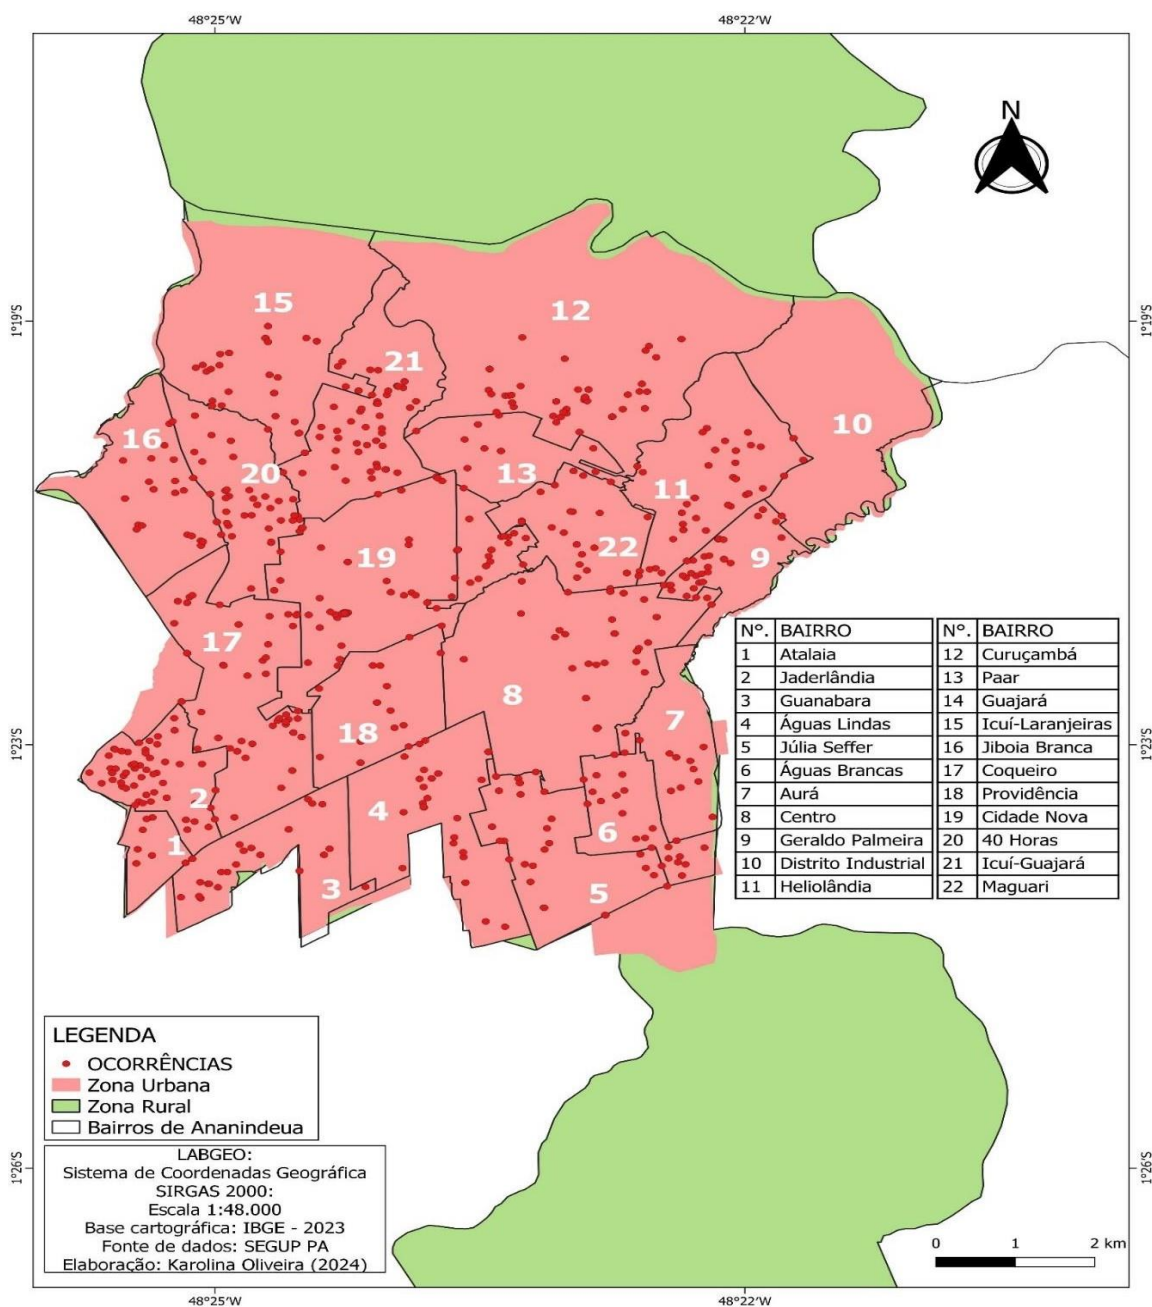 48°25'W 48°22'W
N
1°19'S 1°19'S
15
12
21
10
16
13
20
11
22
19
9
17
8
7
18
2
4
6
1
3
5
1°23'S 1°23'S
N°. BAIRRO N°. BAIRRO
1 Atalaia 12 Curuçambá
2 Jaderlândia 13 Paar
3 Guanabara 14 Guajará
4 Águas Lindas 15 Icuí-Laranjeiras
5 Júlia Seffer 16 Jiboia Branca
6 Águas Brancas 17 Coqueiro
7 Aurá 18 Providência
8 Centro 19 Cidade Nova
9 Geraldo Palmeira 20 40 Horas
10 Distrito Industrial 21 Icuí-Guajará
11 Heliolândia 22 Maguari
LEGENDA
OCORRÊNCIAS
Zona Urbana
Zona Rural
Bairros de Ananindeua
LABGEO:
Sistema de Coordenadas Geográfica
SIRGAS 2000:
Escala 1:48.000
Base cartográfica: IBGE - 2023
Fonte de dados: SEGUP PA
Elaboração: Karolina Oliveira (2024)
1°26'S 1°26'S
0 1 2 km
48°25'W 48°22'W